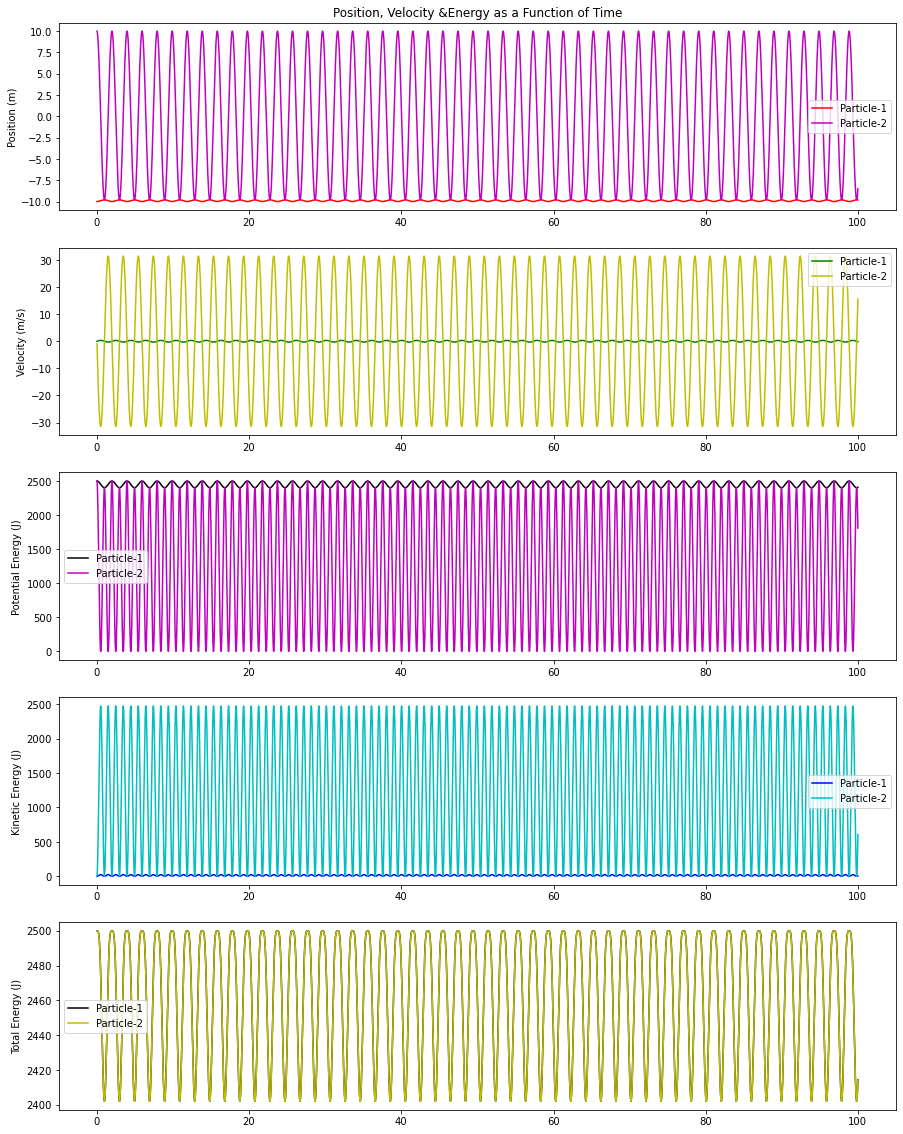 Position, Velocity &Energy as a Function of Time
Position (m)
10.0
7.5
5.0
2.5
0.0
−2.5
−5.0
−7.5
−10.0
Particle-1
Particle-2
0 20 40 60 80 100
Velocity (m/s)
30
20
10
0
−10
−20
−30
Particle-1
Particle-2
0 20 40 60 80 100
Potential Energy (J)
2500
2000
1500
1000
500
0
Particle-1
Particle-2
0 20 40 60 80 100
Kinetic Energy (J)
2500
2000
1500
1000
500
0
Particle-1
Particle-2
0 20 40 60 80 100
Total Energy (J)
2500
2480
2460
2440
2420
2400
Particle-1
Particle-2
0 20 40 60 80 100